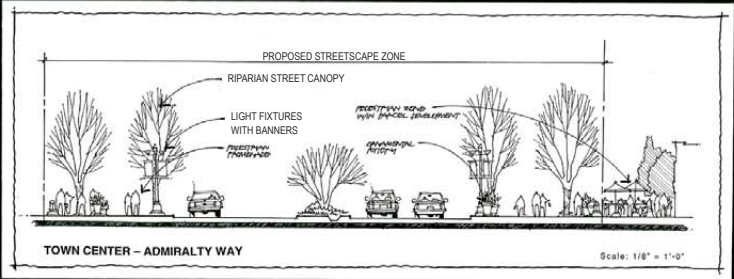 PROPOSED STREETSCAPE ZONE
RIPARIAN STREET CANOPY
LIGHT FIXTURES
WITH BANNERS
PEDESTRIAN
PROMENADE
PEDESTRIAN ZONE
W/IN PARCEL DEVELOPMENT
ORNAMENTAL
TOWN CENTER – ADMIRALTY WAY
Scale: 1/8" = 1'-0"